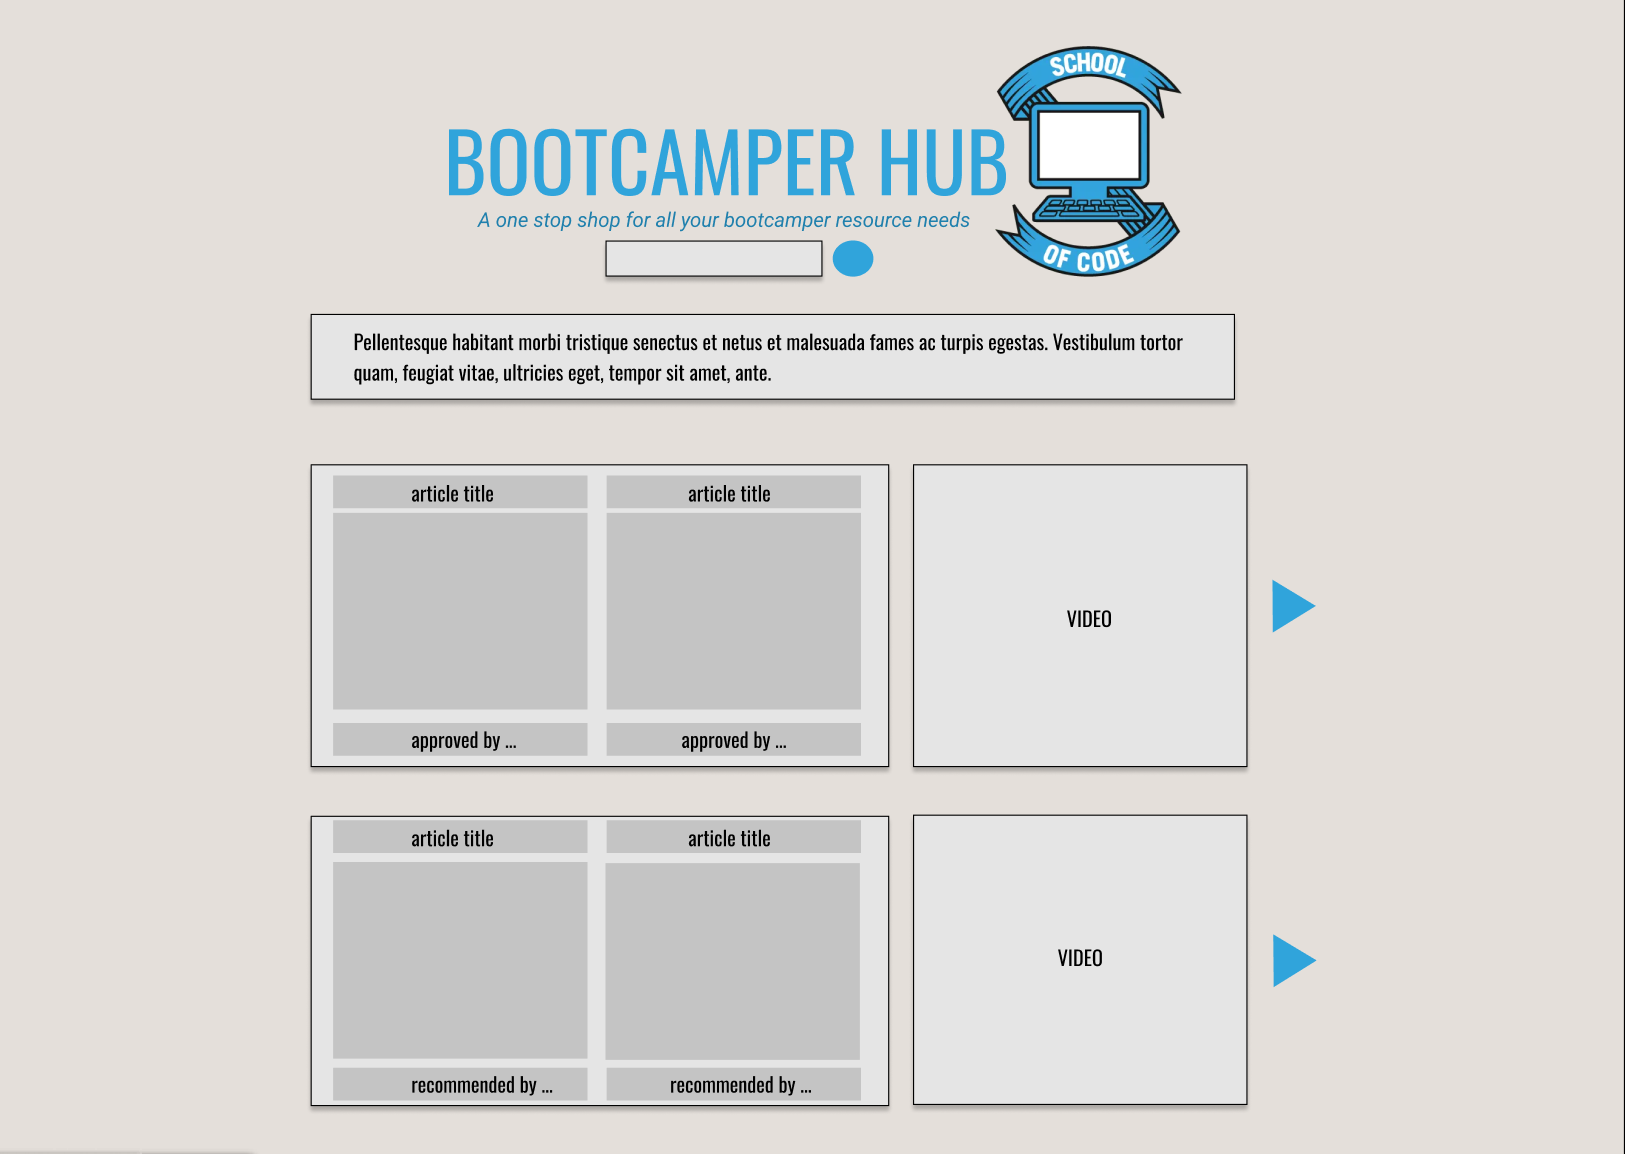 SCHOOL
BOOTCAMPER HUB
A one stop shop for all your bootcamper resource needs
OF CODE
Pellentesque habitant morbi tristique senectus et netus et malesuada fames ac turpis egestas. Vestibulum tortor
quam, feugiat vitae, ultricies eget, tempor sit amet, ante.
article title
article title
VIDEO
approved by ...
approved by ...
article title
article title
VIDEO
recommended by ...
recommended by ...